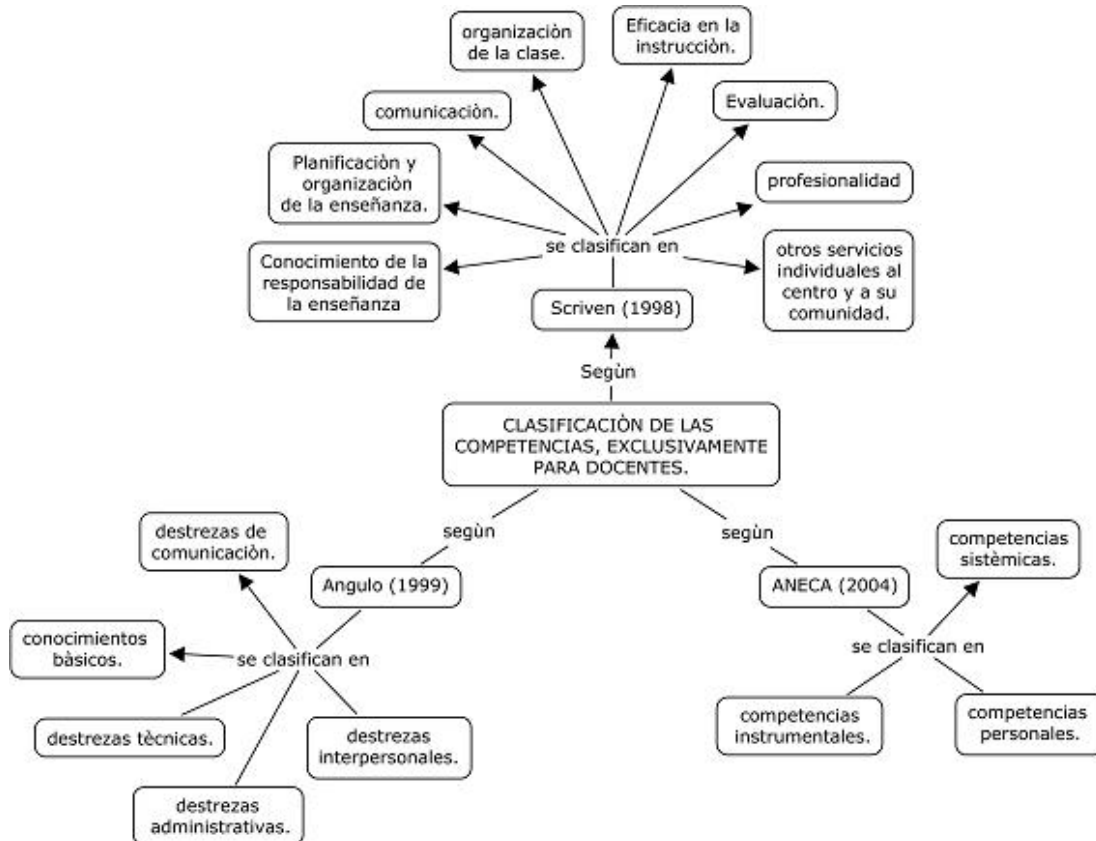 organizaciòn
de la clase.
Eficacia en la
instrucciòn.
comunicaciòn.
Evaluaciòn.
Planificaciòn y
organizaciòn
de la enseñanza.
profesionalidad
Conocimiento de la
responsabilidad de
la enseñanza
se clasifican en
otros servicios
individuales al
centro y a su
comunidad.
Scriven (1998)
Segùn
CLASIFICACIÒN DE LAS
COMPETENCIAS, EXCLUSIVAMENTE
PARA DOCENTES.
segùn
segùn
destrezas de
comunicaciòn.
Angulo (1999)
conocimientos
bàsicos.
se clasifican en
destrezas tècnicas.
destrezas
interpersonales.
destrezas
administrativas.
ANECA (2004)
competencias
sistèmicas.
se clasifican en
competencias
instrumentales.
competencias
personales.